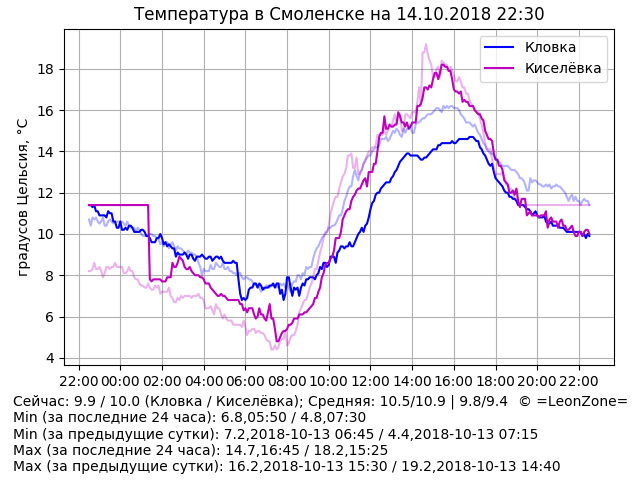 Температура в Смоленске на 14.10.2018 22:30
Кловка
Киселёвка
градусов Цельсия, °C
18
16
14
12
10
8
6
4
22:00 00:00 02:00 04:00 06:00 08:00 10:00 12:00 14:00 16:00 18:00 20:00 22:00
Сейчас: 9.9 / 10.0 (Кловка / Киселёвка); Средняя: 10.5/10.9 | 9.8/9.4 © =LeonZone=
Min (за последние 24 часа): 6.8,05:50 / 4.8,07:30
Min (за предыдущие сутки): 7.2,2018-10-13 06:45 / 4.4,2018-10-13 07:15
Max (за последние 24 часа): 14.7,16:45 / 18.2,15:25
Max (за предыдущие сутки): 16.2,2018-10-13 15:30 / 19.2,2018-10-13 14:40